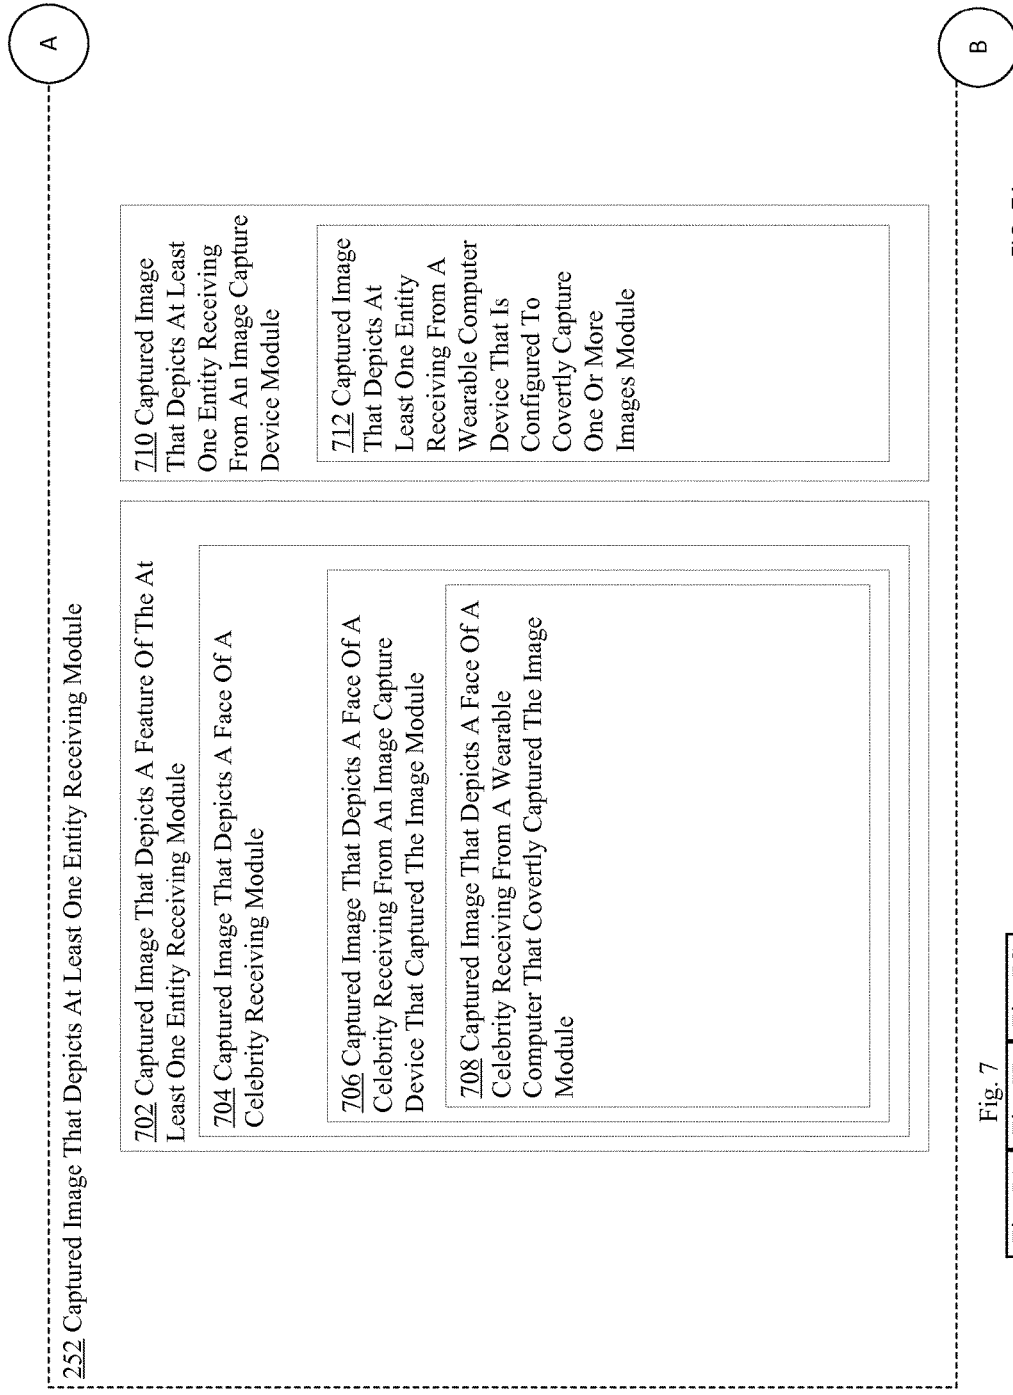 252 Captured Image That Depicts At Least One Entity Receiving Module
702 Captured Image That Depicts A Feature Of The At
Least One Entity Receiving Module
704 Captured Image That Depicts A Face Of A
Celebrity Receiving Module
706 Captured Image That Depicts A Face Of A
Celebrity Receiving From An Image Capture
Device That Captured The Image Module
708 Captured Image That Depicts A Face Of A
Celebrity Receiving From A Wearable
Computer That Covertly Captured The Image
Module
710 Captured Image
That Depicts At Least
One Entity Receiving
From An Image Capture
Device Module
712 Captured Image
That Depicts At
Least One Entity
Receiving From A
Wearable Computer
Device That Is
Configured To
Covertly Capture
One Or More
Images Module
A
B
Fig. 7